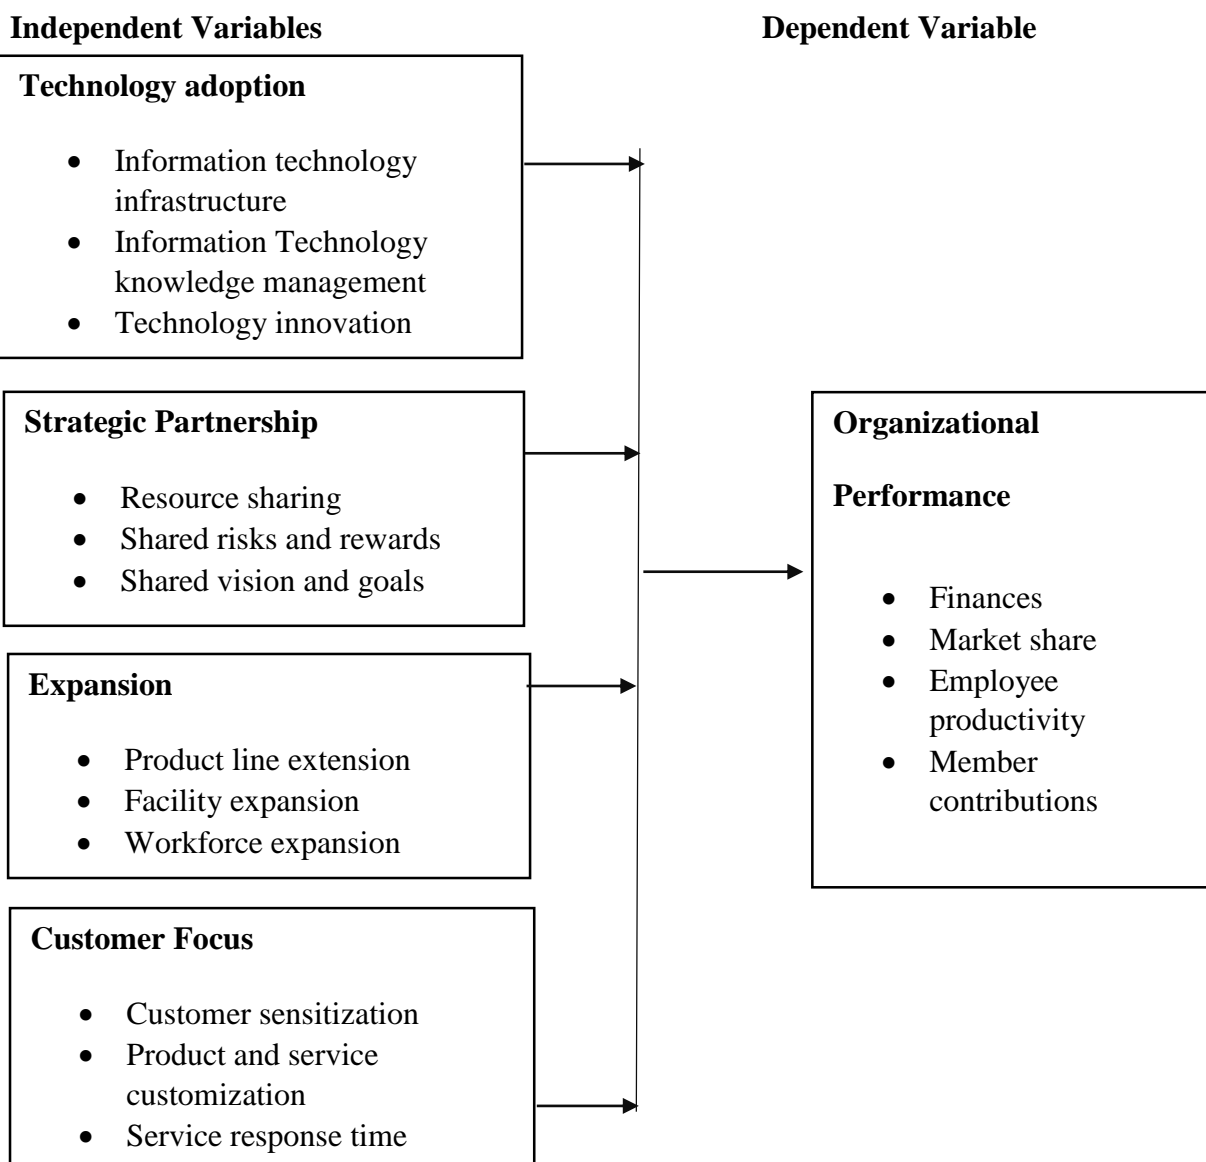 Independent Variables
Dependent Variable
Technology adoption
• Information technology
infrastructure
• Information Technology
knowledge management
• Technology innovation
Strategic Partnership
• Resource sharing
• Shared risks and rewards
• Shared vision and goals
Expansion
• Product line extension
• Facility expansion
• Workforce expansion
Customer Focus
• Customer sensitization
• Product and service
customization
• Service response time
Organizational
Performance
• Finances
• Market share
• Employee
productivity
• Member
contributions